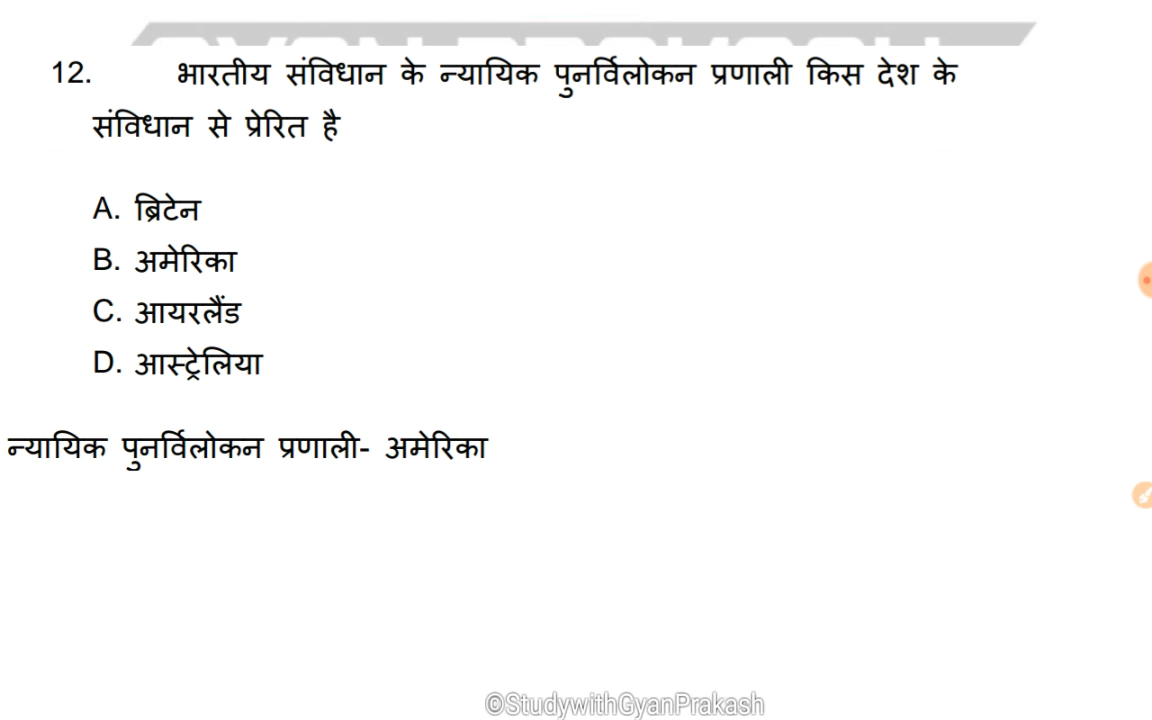 12. भारतीय संविधान के न्यायिक पुनर्विलोकन प्रणाली किस देश के
संविधान से प्रेरित है
A. ब्रिटेन
B. अमेरिका
C. आयरलैंड
D. आस्ट्रेलिया
न्यायिक पुनर्विलोकन प्रणाली- अमेरिका
©StudywithGyanPrakash